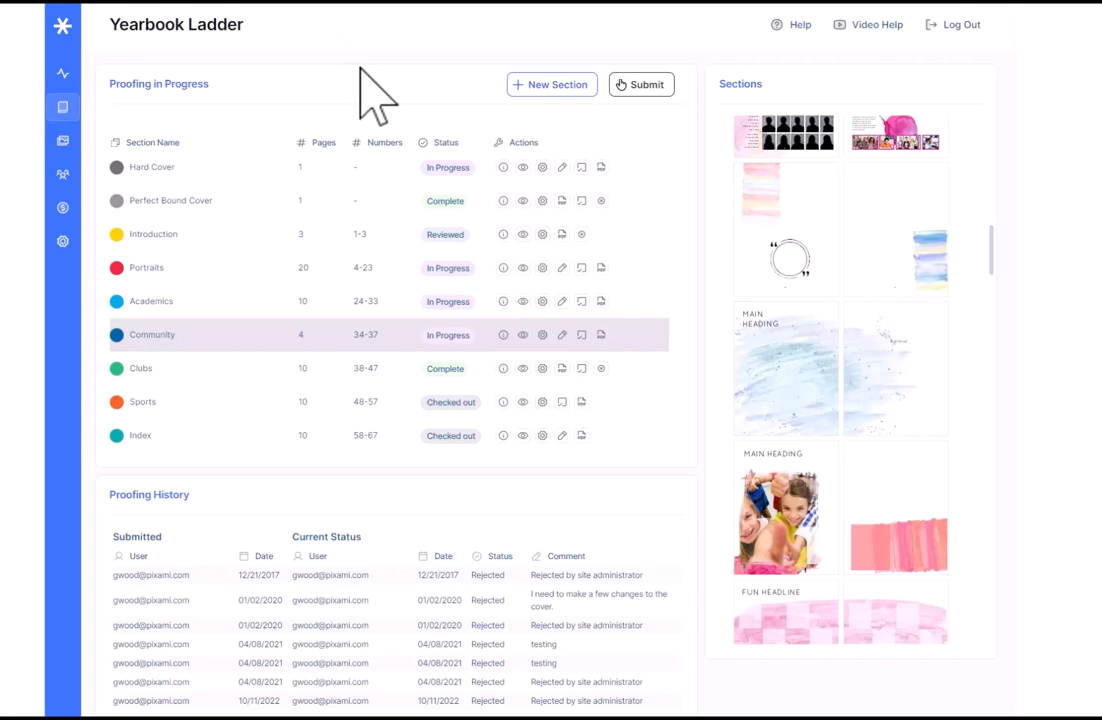 Yearbook Ladder
Help
Video Help
Log Out
Proofing in Progress
New Section
Submit
Section Name # Pages # Numbers Status Actions
Hard Cover 1 - In Progress
Perfect Bound Cover 1 - Complete
Introduction 3 1-3 Reviewed
Portraits 20 4-23 In Progress
Academics 10 24-33 In Progress
Community 4 34-37 In Progress
Clubs 10 38-47 Complete
Sports 10 48-57 Checked out
Index 10 58-67 Checked out
Proofing History
Submitted Current Status
User Date User Date Status Comment
gwood@pixami.com 12/21/2017 gwood@pixami.com 12/21/2017 Rejected Rejected by site administrator
gwood@pixami.com 01/02/2020 gwood@pixami.com 01/02/2020 Rejected I need to make a few changes to the
cover.
gwood@pixami.com 01/02/2020 gwood@pixami.com 01/02/2020 Rejected Rejected by site administrator
gwood@pixami.com 04/08/2021 gwood@pixami.com 04/08/2021 Rejected testing
gwood@pixami.com 04/08/2021 gwood@pixami.com 04/08/2021 Rejected testing
gwood@pixami.com 04/08/2021 gwood@pixami.com 04/08/2021 Rejected Rejected by site administrator
gwood@pixami.com 10/11/2022 gwood@pixami.com 10/11/2022 Rejected Rejected by site administrator
Sections
MAIN
HEADING
MAIN HEADING
FUN HEADLINE